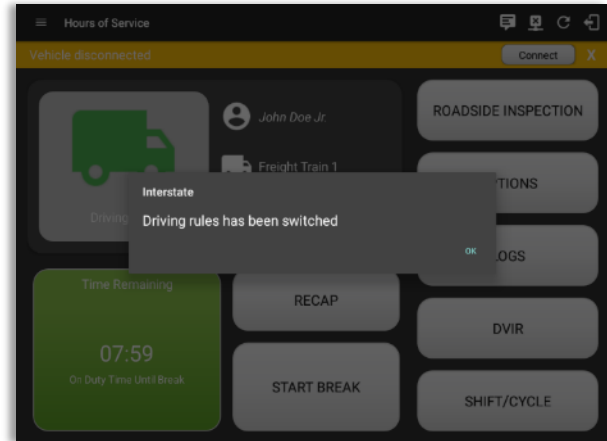 Hours of Service
Vehicle disconnected
Connect
X
John Doe Jr.
Freight Train 1
Driving
ROADSIDE INSPECTION
Interstate
Driving rules has been switched
OK
Time Remaining
07:59
On Duty Time Until Break
RECAP
START BREAK
DVIR
SHIFT/CYCLE